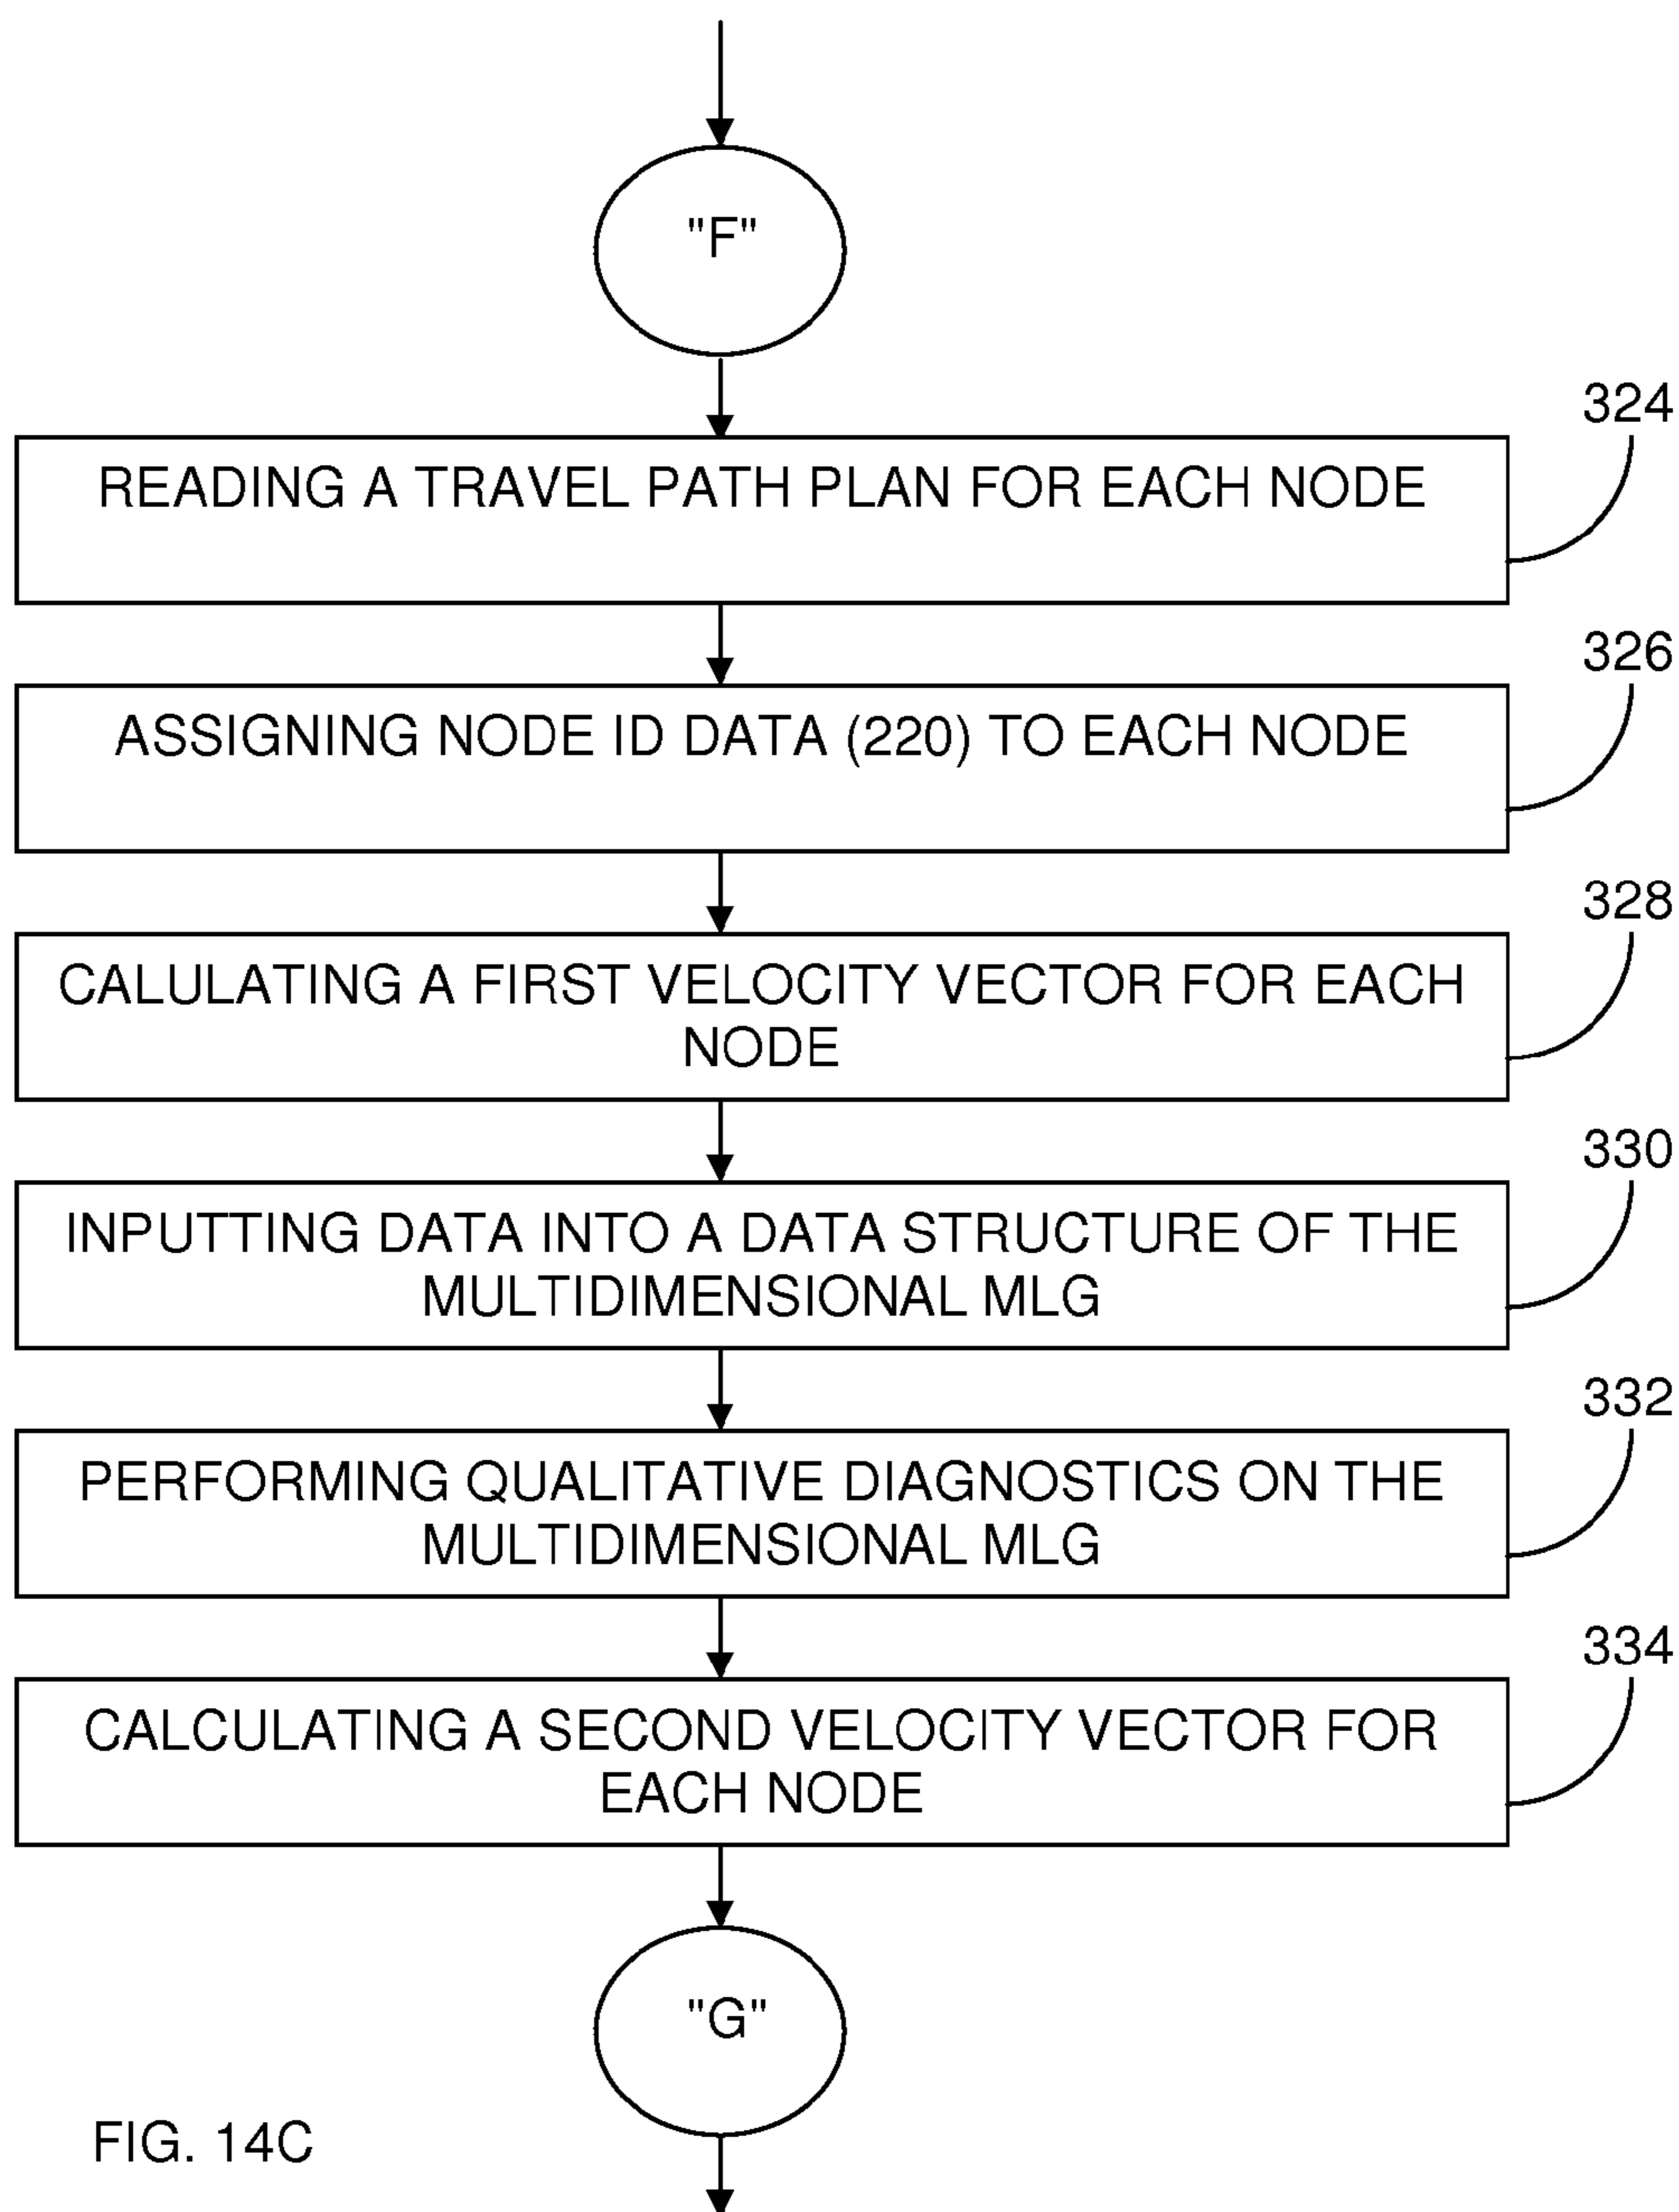 "F"
324
READING A TRAVEL PATH PLAN FOR EACH NODE
326
ASSIGNING NODE ID DATA (220) TO EACH NODE
328
CALULATING A FIRST VELOCITY VECTOR FOR EACH
NODE
330
INPUTTING DATA INTO A DATA STRUCTURE OF THE
MULTIDIMENSIONAL MLG
332
PERFORMING QUALITATIVE DIAGNOSTICS ON THE
MULTIDIMENSIONAL MLG
334
CALCULATING A SECOND VELOCITY VECTOR FOR
EACH NODE
"G"
FIG. 14C